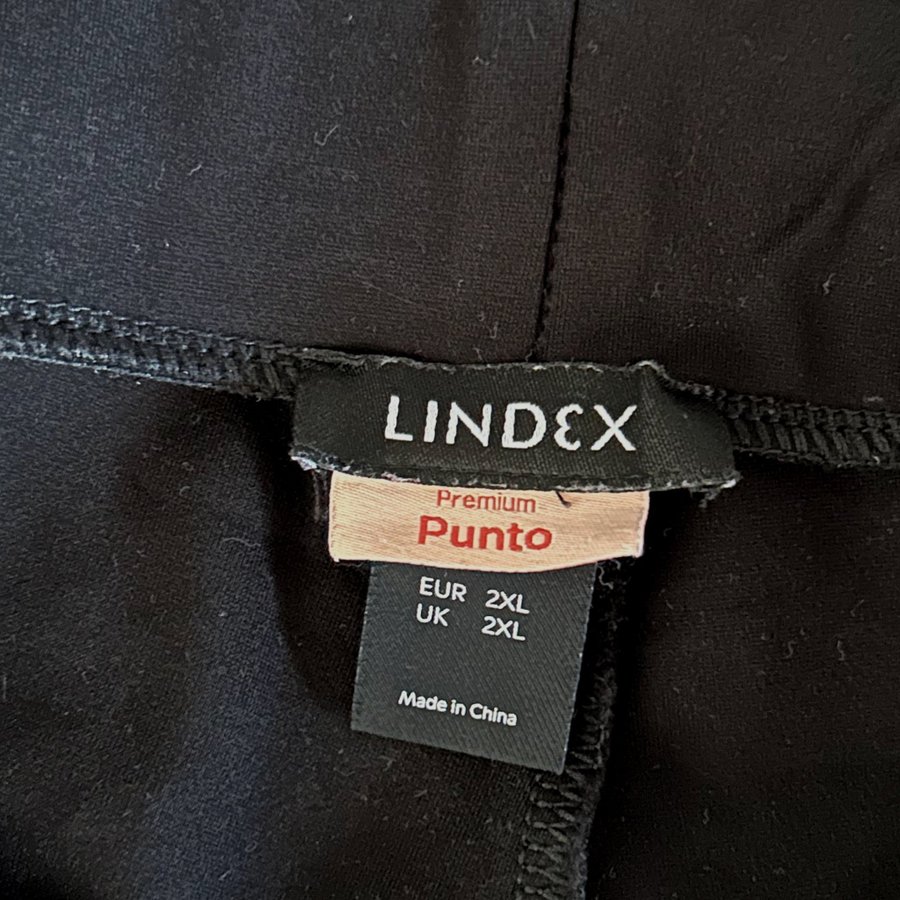 LINDEX
Premium
Punto
EUR 2XL
UK 2XL
Made in China